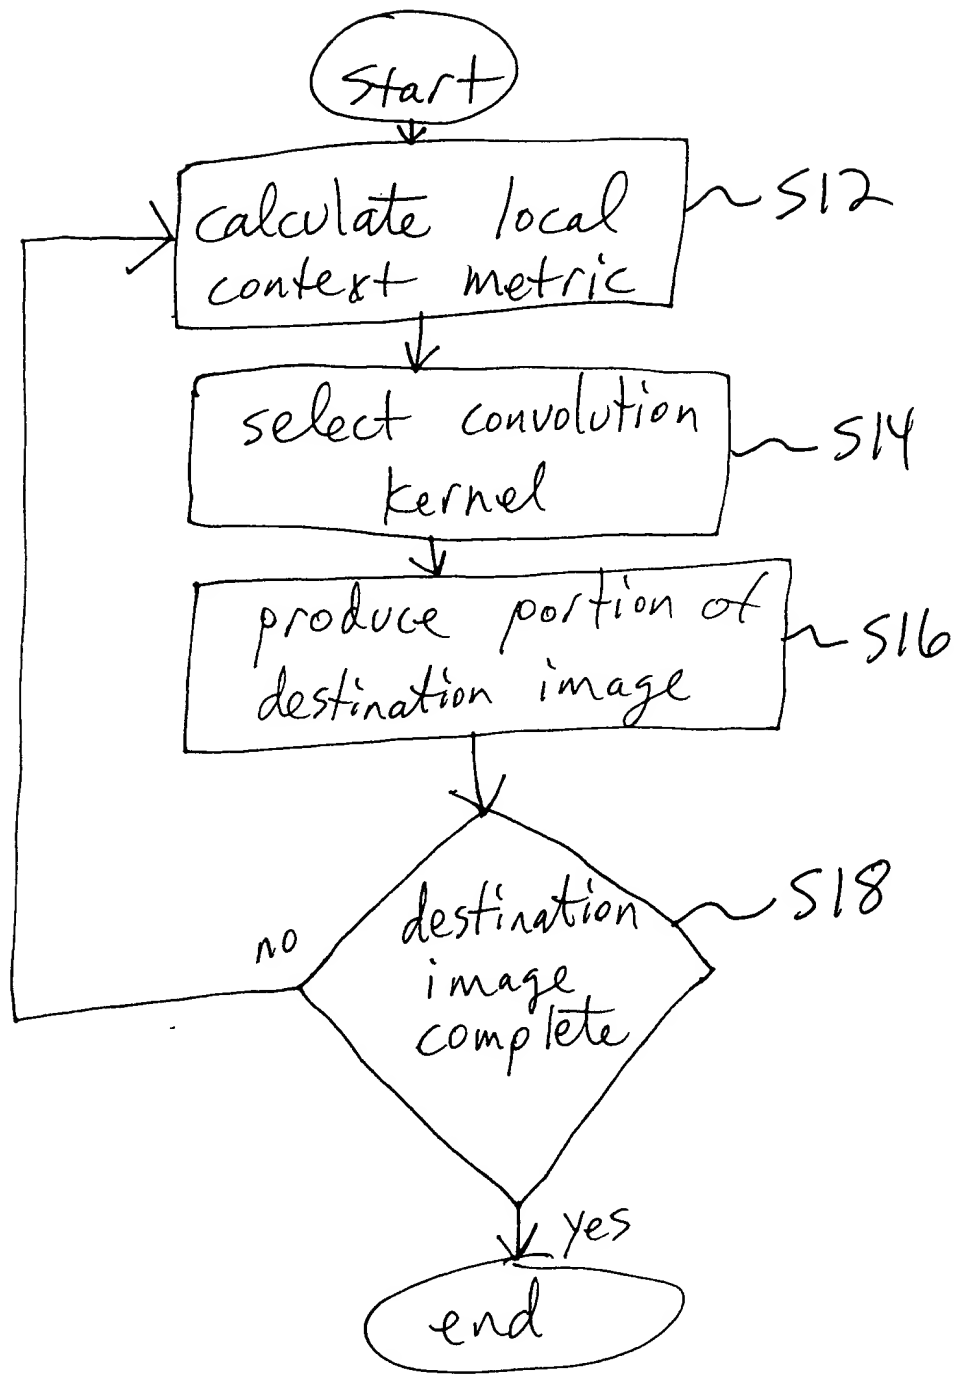 start
calculate local
context metric
S12
select convolution
kernel
S14
produce portion of
destination image
S16
destination
image
complete
S18
no
yes
end